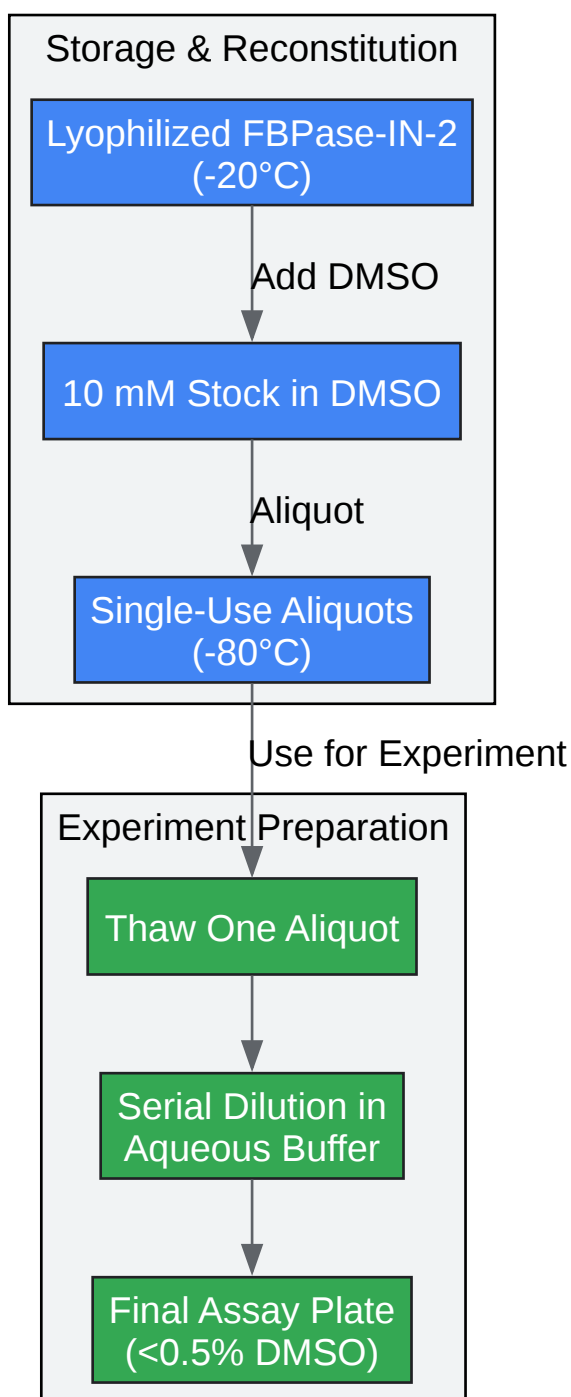 Storage & Reconstitution
Lyophilized FBPase-IN-2
(-20°C)
Add DMSO
10 mM Stock in DMSO
Aliquot
Single-Use Aliquots
(-80°C)
Use for Experiment
Experiment Preparation
Thaw One Aliquot
Serial Dilution in
Aqueous Buffer
Final Assay Plate
(<0.5% DMSO)